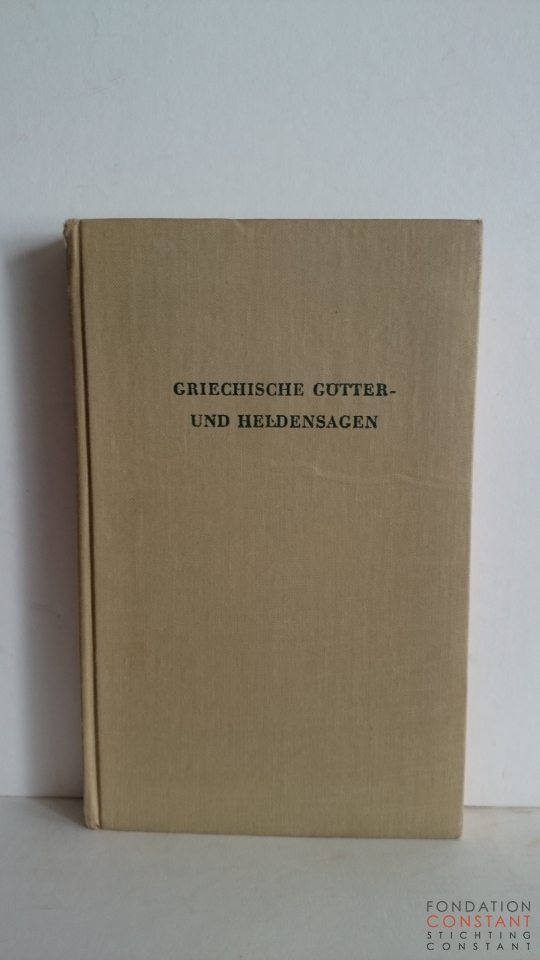 GRIECHISCHE GÖTTER-
UND HELDENSAGEN
FONDATION
CONSTANT
STICHTING
CONSTANT